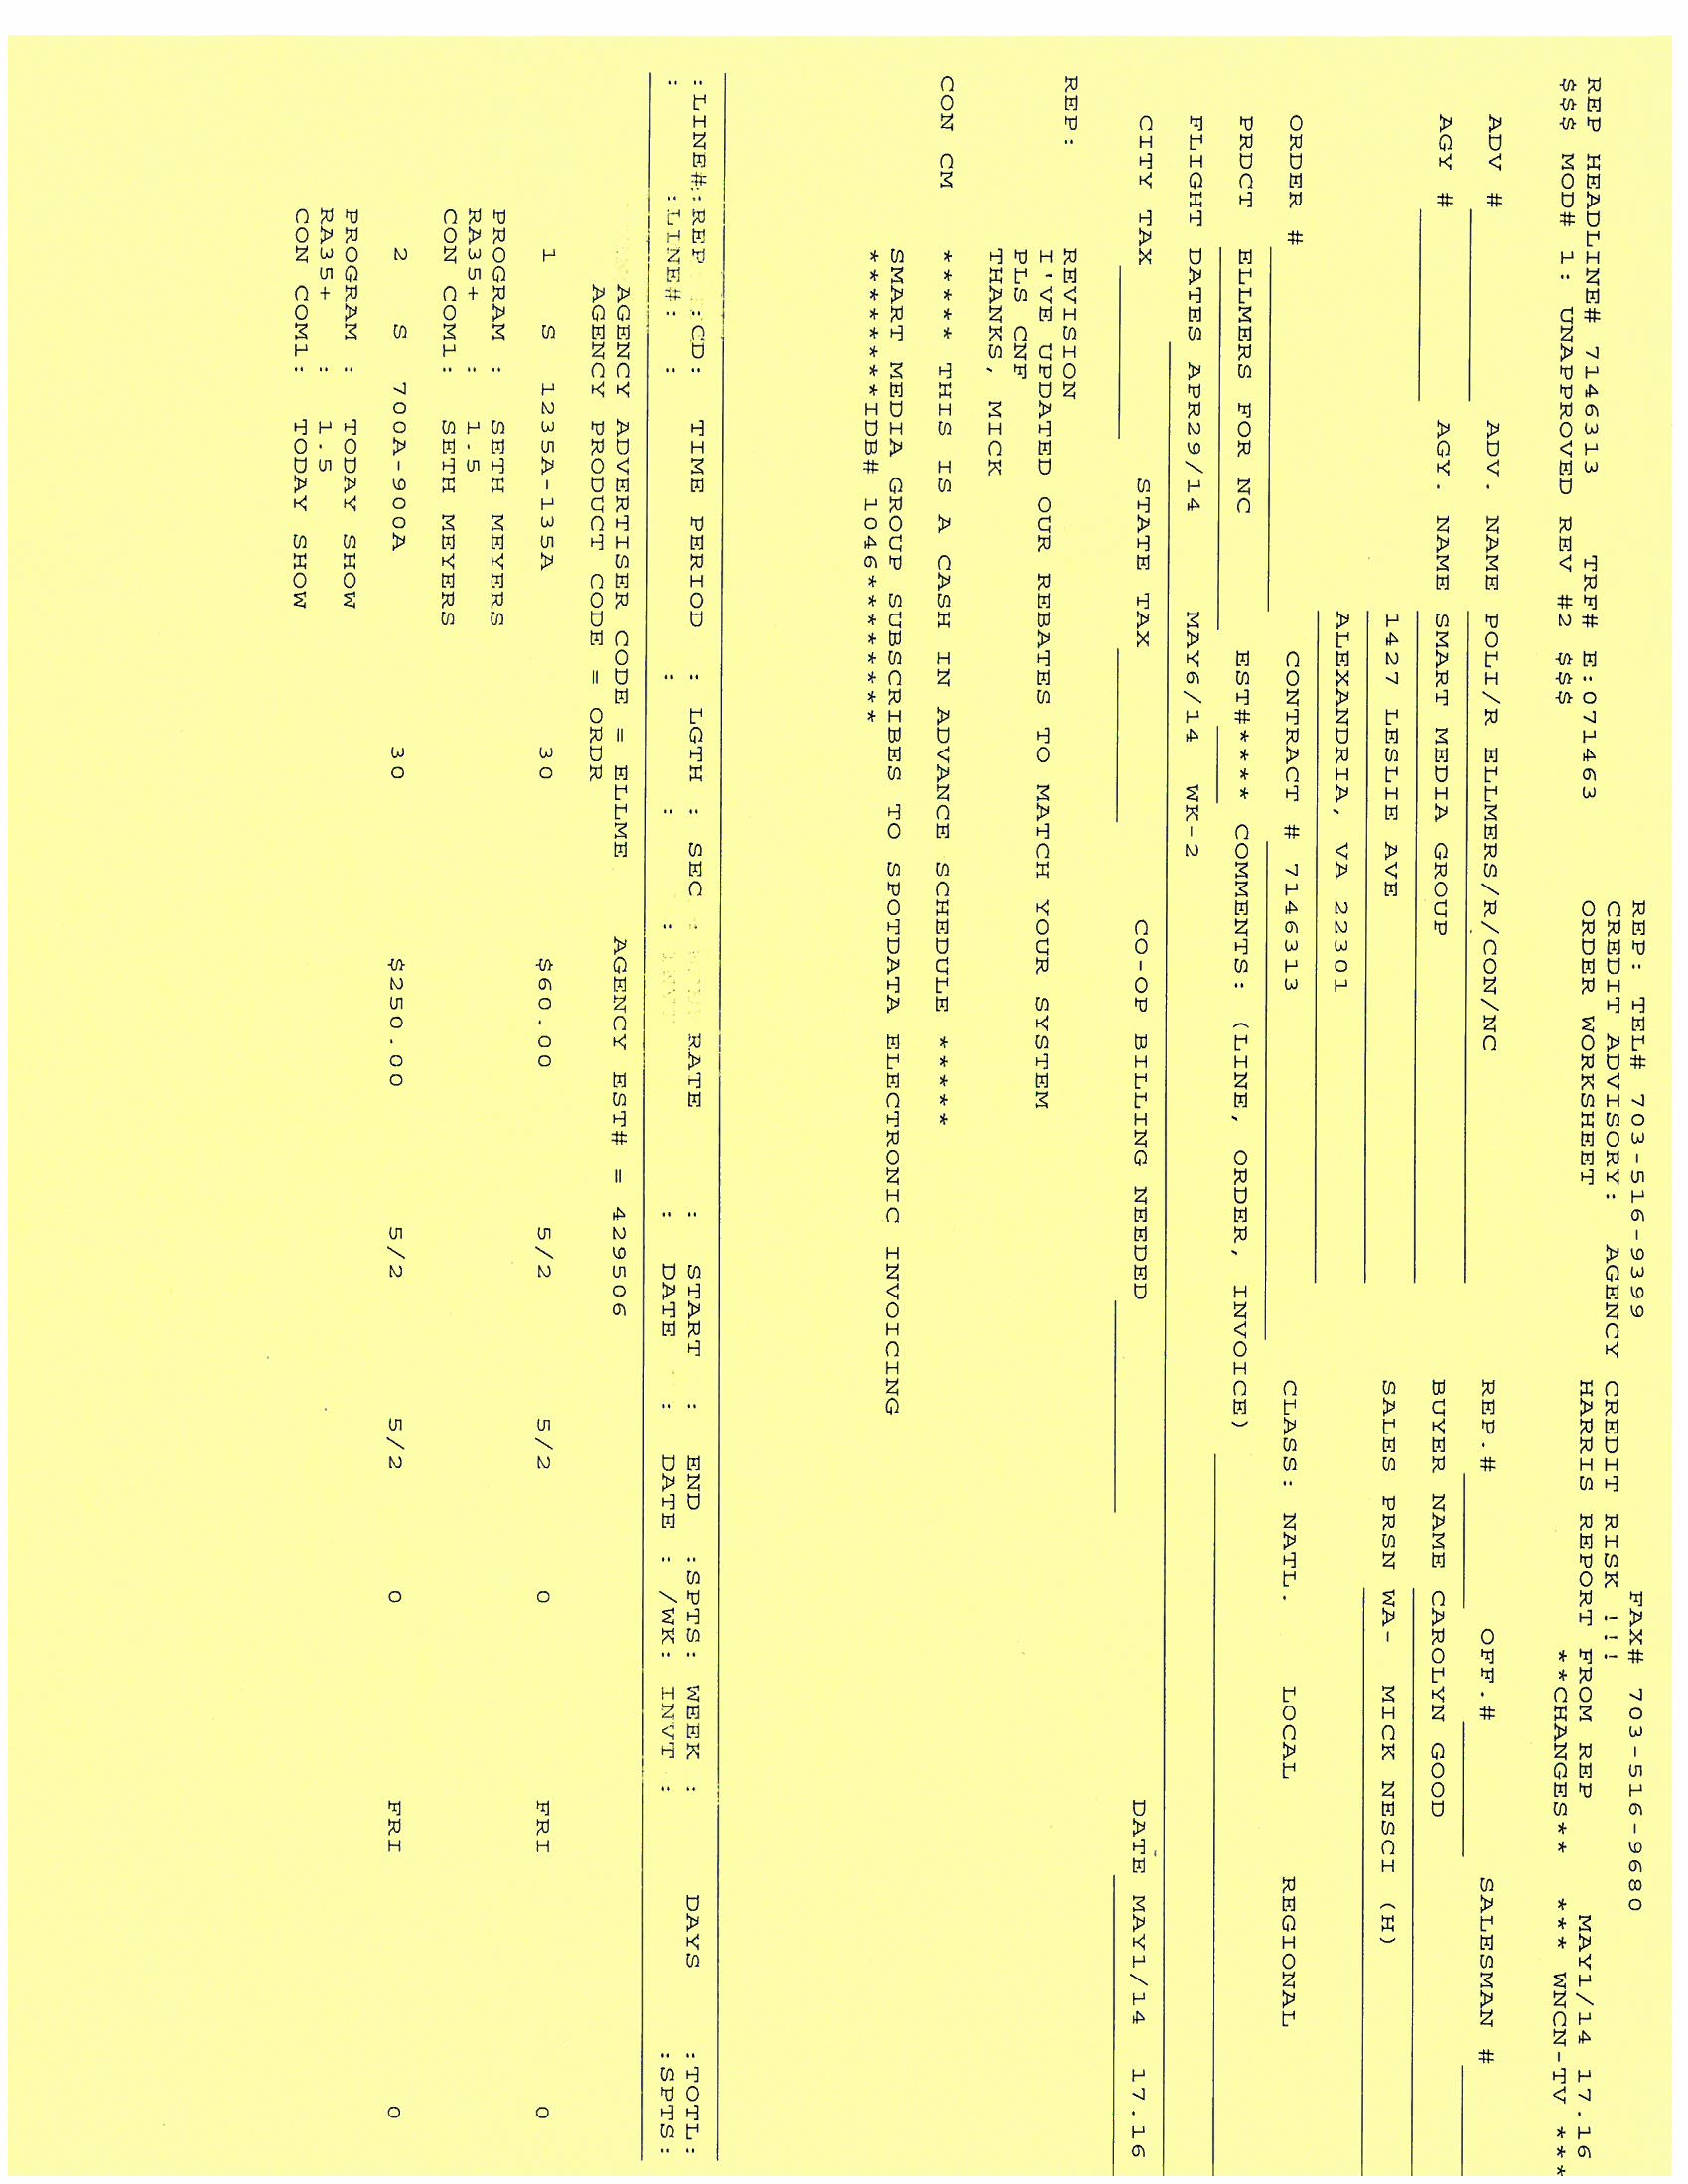 REP: TEL# 703-516-9399 FAX# 703-516-9680
CREDIT ADVISORY: AGENCY CREDIT RISK !!!
REP HEADLINE# 7146313 TRF# E:071463 ORDER WORKSHEET HARRIS REPORT FROM REP MAY1/14 17.16
$$$ MOD# 1: UNAPPROVED REV #2 $$$ **CHANGES** *** WNCN-TV ***
ADV # ADV. NAME POLI/R ELLMERS/R/CON/NC REP.# OFF.# SALESMAN #
AGY # AGY. NAME SMART MEDIA GROUP BUYER NAME CAROLYN GOOD
1427 LESLIE AVE SALES PRSN WA- MICK NESCI (H)
ALEXANDRIA, VA 22301
ORDER # CONTRACT # 7146313 CLASS: NATL. LOCAL REGIONAL
PRDCT ELLMERS FOR NC EST#**** COMMENTS: (LINE, ORDER, INVOICE)
FLIGHT DATES APR29/14 MAY6/14 WK-2
CITY TAX STATE TAX CO-OP BILLING NEEDED DATE MAY1/14 17.16
REP: REVISION
I'VE UPDATED OUR REBATES TO MATCH YOUR SYSTEM
PLS CNF
THANKS, MICK
CON CM ***** THIS IS A CASH IN ADVANCE SCHEDULE *****
SMART MEDIA GROUP SUBSCRIBES TO SPOTDATA ELECTRONIC INVOICING
********IDB# 1046********
:LINE#:REP :CD: TIME PERIOD : LGTH : SEC : RATE : START : END :SPTS: WEEK : DAYS :TOTL:
: :LINE#: : : : : : DATE : DATE : /WK: INVT : :SPTS:
AGENCY ADVERTISER CODE = ELLME AGENCY EST# = 429506
AGENCY PRODUCT CODE = ORDR
1 S 1235A-135A 30 $60.00 5/2 5/2 0 FRI 0
PROGRAM : SETH MEYERS
RA35+ : 1.5
CON COM1: SETH MEYERS
2 S 700A-900A 30 $250.00 5/2 5/2 0 FRI 0
PROGRAM : TODAY SHOW
RA35+ : 1.5
CON COM1: TODAY SHOW